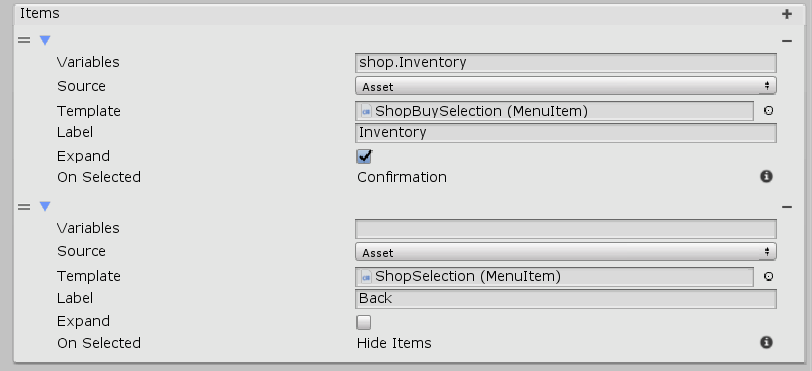 Items
Variables shop.Inventory
Source Asset
Template ShopBuySelection (MenuItem)
Label Inventory
Expand
On Selected Confirmation
Variables
Source Asset
Template ShopSelection (MenuItem)
Label Back
Expand
On Selected Hide Items